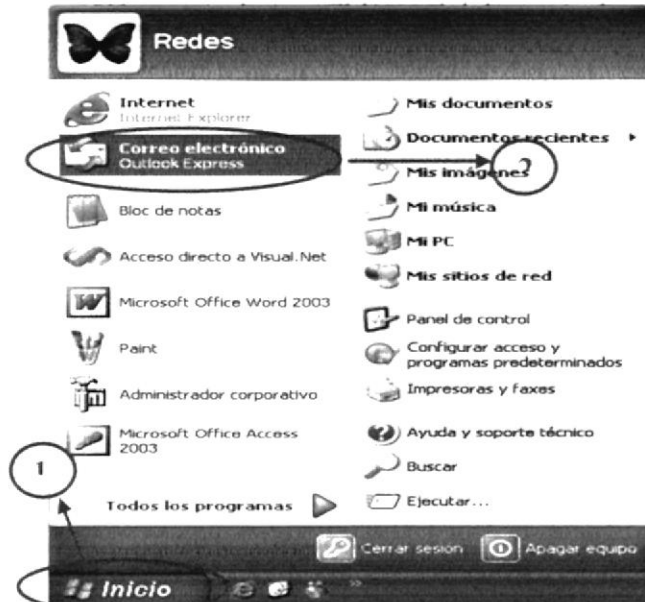 Redes
Internet
Internet Explorer
Correo electrónico
Outlook Express
Bloc de notas
Acceso directo a Visual.Net
Microsoft Office Word 2003
Paint
Administrador corporativo
Microsoft Office Access
2003
1
Todos los programas
Mis documentos
Documentos recientes
2
Mis imágenes
Mi música
Mi PC
Mis sitios de red
Panel de control
Configurar acceso y
programas predeterminados
Impresoras y faxes
Ayuda y soporte técnico
Buscar
Ejecutar...
Cerrar sesión
Apagar equipo
Inicio
»